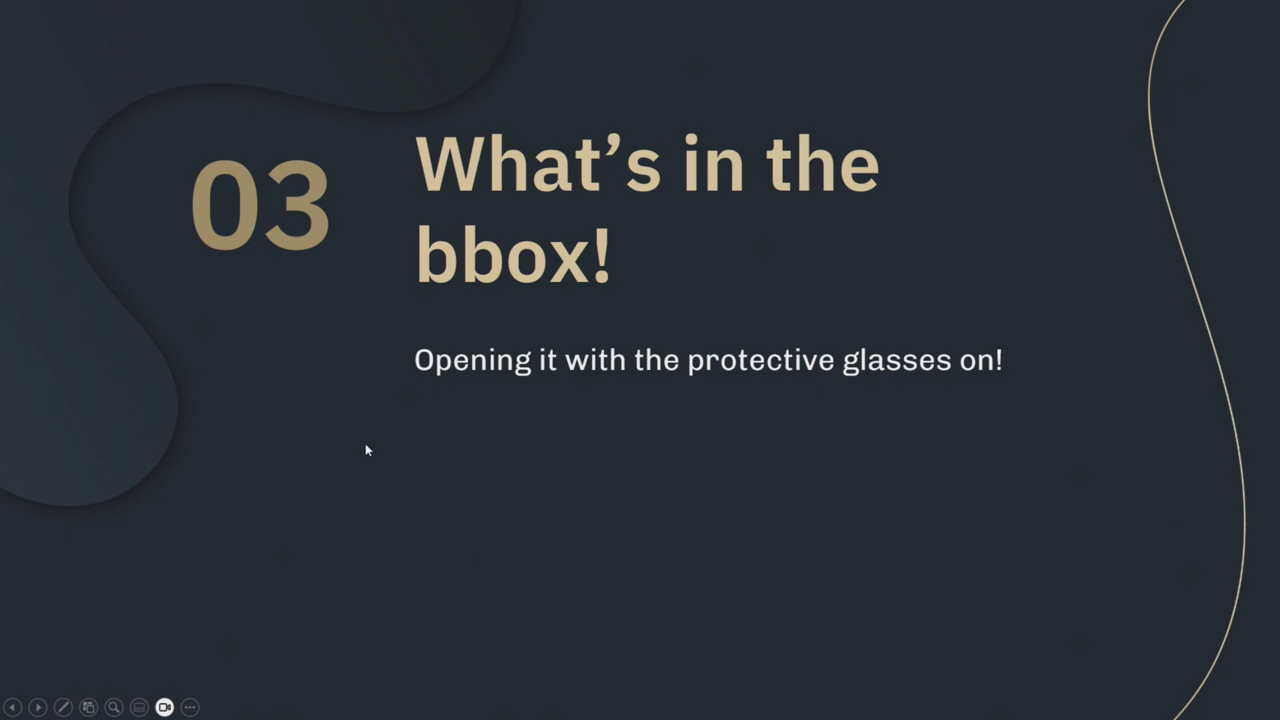 03
What’s in the
bbox!
Opening it with the protective glasses on!